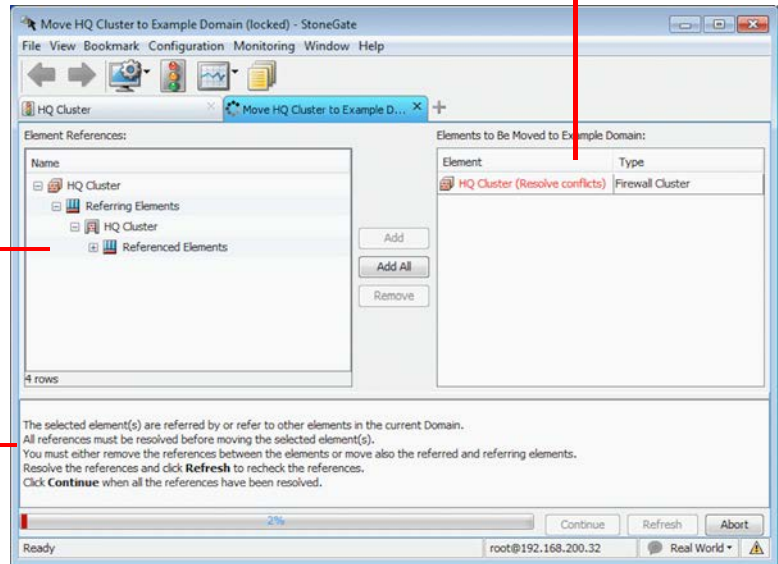 Move HQ Cluster to Example Domain (locked) - StoneGate
File View Bookmark Configuration Monitoring Window Help
HQ Cluster
Move HQ Cluster to Example D...
Element References:
Name
HQ Cluster
Referring Elements
HQ Cluster
Referenced Elements
4 rows
Add
Add All
Remove
Elements to Be Moved to Example Domain:
Element Type
HQ Cluster (Resolve conflicts) Firewall Cluster
The selected element(s) are referred by or refer to other elements in the current Domain.
All references must be resolved before moving the selected element(s).
You must either remove the references between the elements or move also the referred and referring elements.
Resolve the references and click Refresh to recheck the references.
Click Continue when all the references have been resolved.
2%
Continue Refresh Abort
Ready root@192.168.200.32 Real World